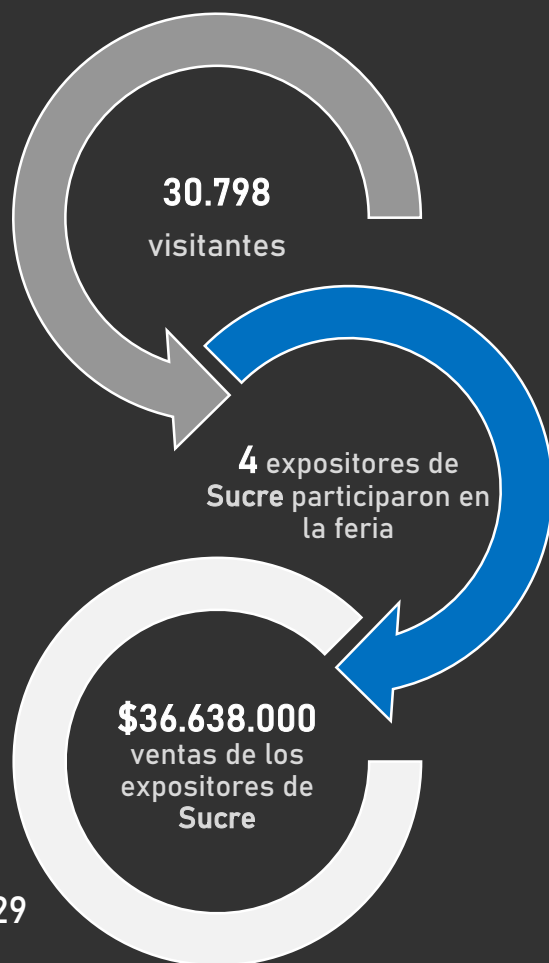 30.798
visitantes
4 expositores de
Sucre participaron en
la feria
$36.638.000
ventas de los
expositores de
Sucre
29